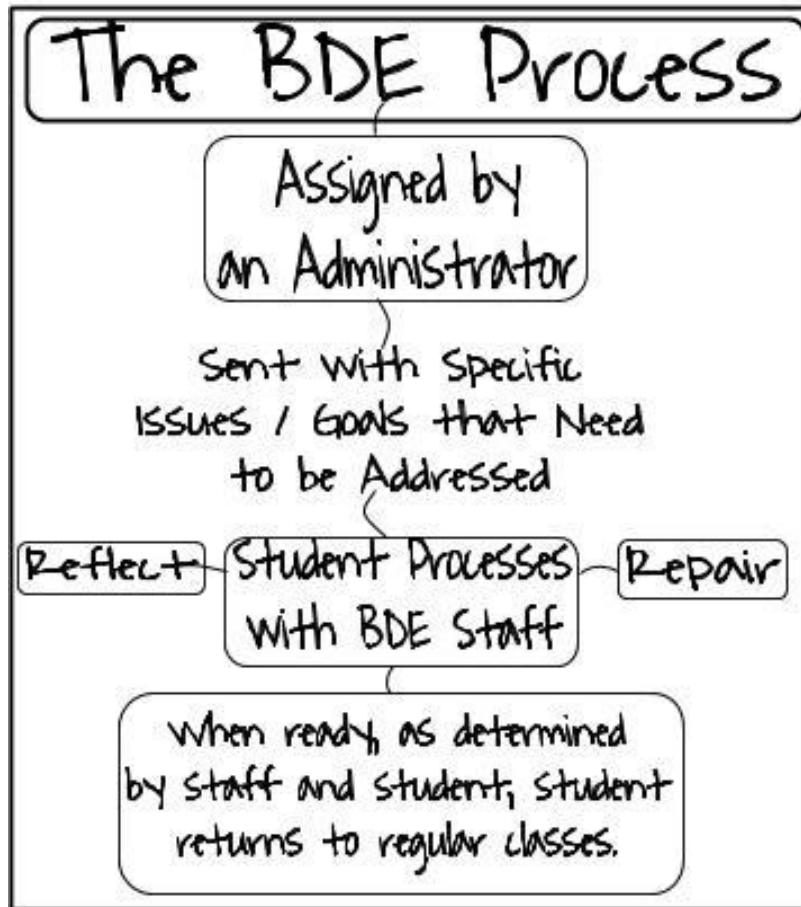 The BDE Process
Assigned by
an Administrator
Sent with Specific
Issues / Goals that Need
to be Addressed
Reflect
Student Processes
with BDE Staff
Repair
When ready, as determined
by staff and student, student
returns to regular classes.